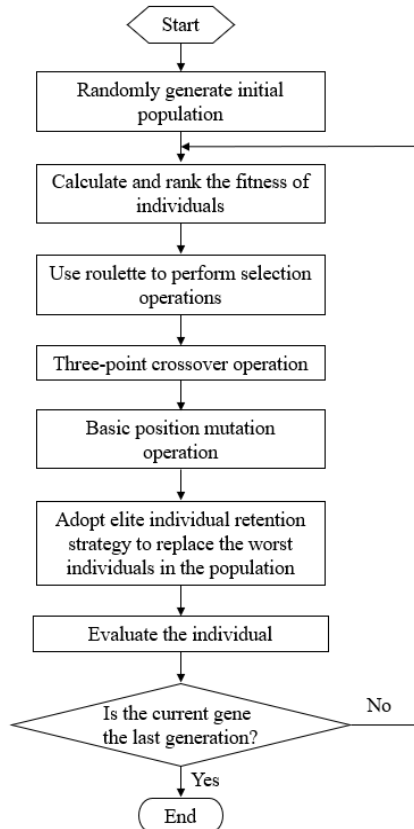 Start
Randomly generate initial
population
Calculate and rank the fitness of
individuals
Use roulette to perform selection
operations
Three-point crossover operation
Basic position mutation
operation
Adopt elite individual retention
strategy to replace the worst
individuals in the population
Evaluate the individual
Is the current gene
the last generation?
No
Yes
End